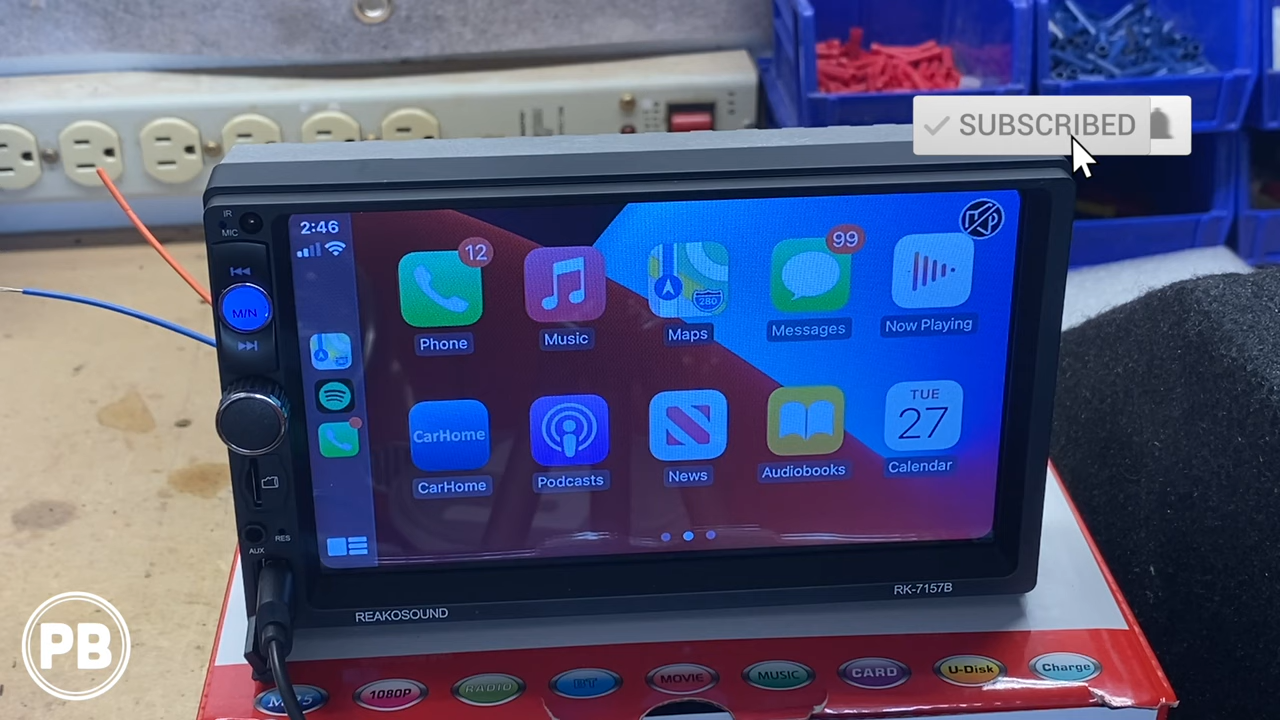 SUBSCRIBED
IR
MIC
M/N
2:46
12
Phone
Music
280
Maps
99
Messages
Now Playing
CarHome
CarHome
Podcasts
News
Audiobooks
TUE
27
Calendar
RES
AUX
REAKOSOUND
RK-7157B
PB
1080P
RADIO
BT
MOVIE
MUSIC
CARD
U-Disk
Charge